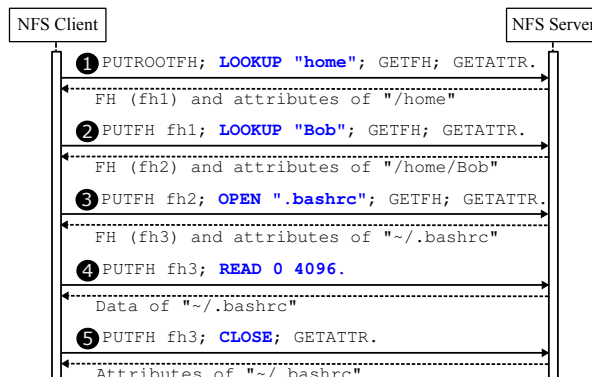 NFS Client NFS Server
1 PUTROOTFH; LOOKUP "home"; GETFH; GETATTR.
FH (fh1) and attributes of "/home"
2 PUTFH fh1; LOOKUP "Bob"; GETFH; GETATTR.
FH (fh2) and attributes of "/home/Bob"
3 PUTFH fh2; OPEN ".bashrc"; GETFH; GETATTR.
FH (fh3) and attributes of "~/.bashrc"
4 PUTFH fh3; READ 0 4096.
Data of "~/.bashrc"
5 PUTFH fh3; CLOSE; GETATTR.
Attributes of "~/.bashrc"